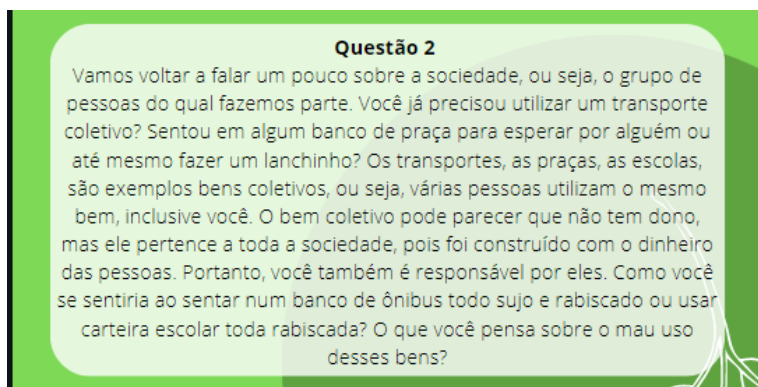 Questão 2
Vamos voltar a falar um pouco sobre a sociedade, ou seja, o grupo de
pessoas do qual fazemos parte. Você já precisou utilizar um transporte
coletivo? Sentou em algum banco de praça para esperar por alguém ou
até mesmo fazer um lanchinho? Os transportes, as praças, as escolas,
são exemplos bens coletivos, ou seja, várias pessoas utilizam o mesmo
bem, inclusive você. O bem coletivo pode parecer que não tem dono,
mas ele pertence a toda a sociedade, pois foi construído com o dinheiro
das pessoas. Portanto, você também é responsável por eles. Como você
se sentiria ao sentar num banco de ônibus todo sujo e rabiscado ou usar
carteira escolar toda rabiscada? O que você pensa sobre o mau uso
desses bens?